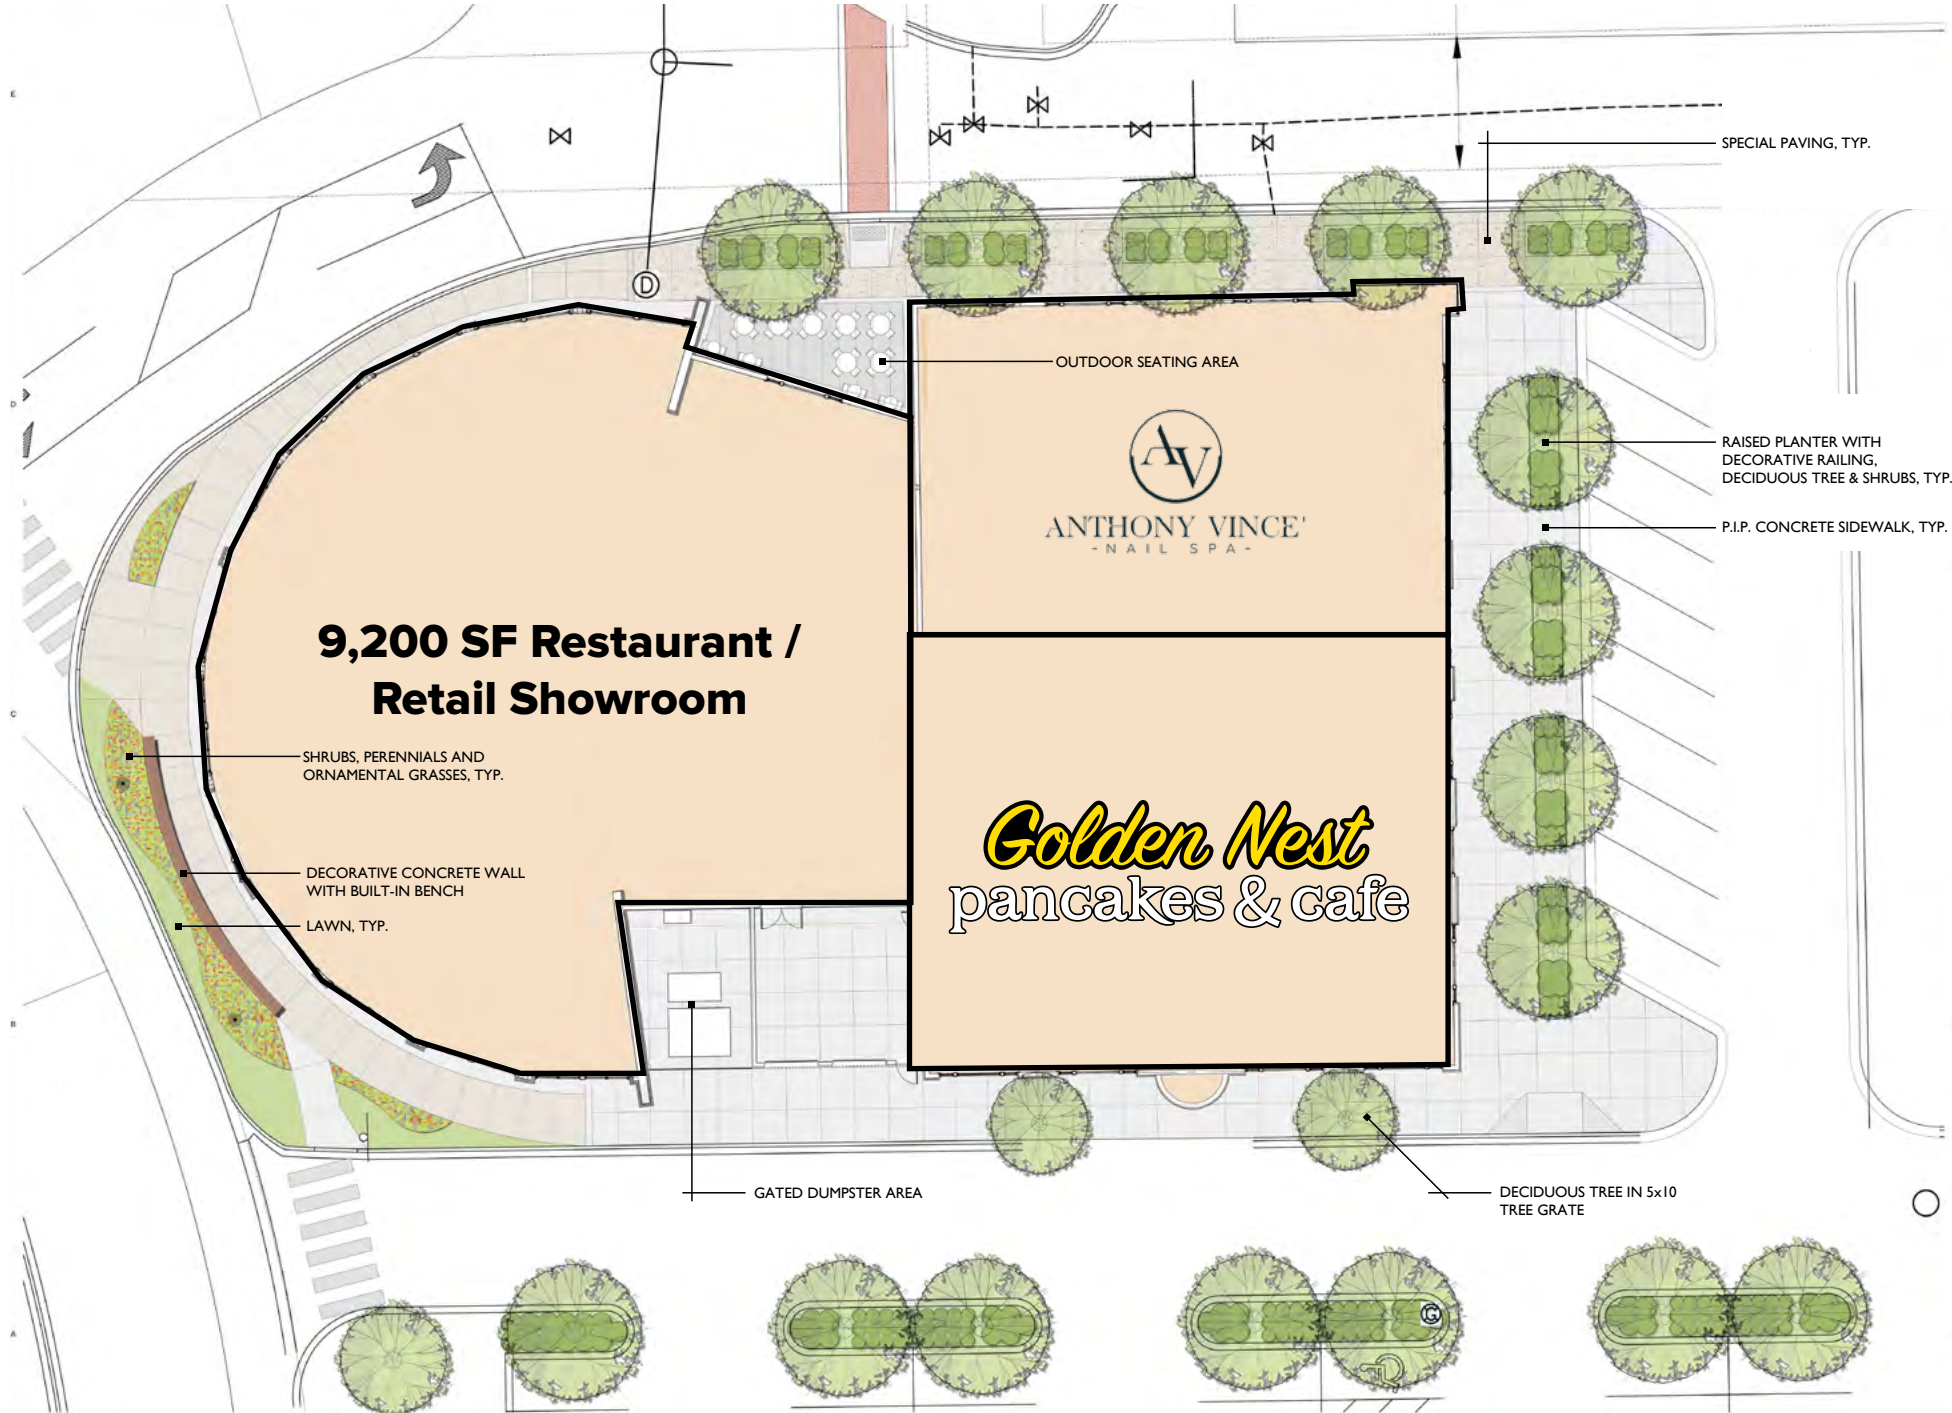 E
SPECIAL PAVING, TYP.
D
OUTDOOR SEATING AREA
D
AV
ANTHONY VINCE'
-NAIL SPA-
RAISED PLANTER WITH
DECORATIVE RAILING,
DECIDUOUS TREE & SHRUBS, TYP.
P.I.P. CONCRETE SIDEWALK, TYP.
9,200 SF Restaurant /
Retail Showroom
C
SHRUBS, PERENNIALS AND
ORNAMENTAL GRASSES, TYP.
Golden Nest
pancakes & cafe
DECORATIVE CONCRETE WALL
WITH BUILT-IN BENCH
LAWN, TYP.
B
GATED DUMPSTER AREA
DECIDUOUS TREE IN 5x10
TREE GRATE
G
A